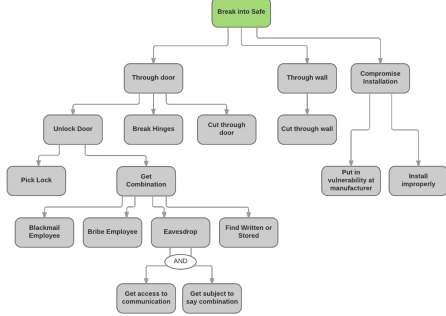 Break into Safe
Through door
Through wall
Compromise
Installation
Unlock Door
Break Hinges
Cut through
door
Cut through wall
Pick Lock
Get
Combination
Put in
vulnerability at
manufacturer
Install
improperly
Blackmail
Employee
Bribe Employee
Eavesdrop
Find Written or
Stored
AND
Get access to
communication
Get subject to
say combination